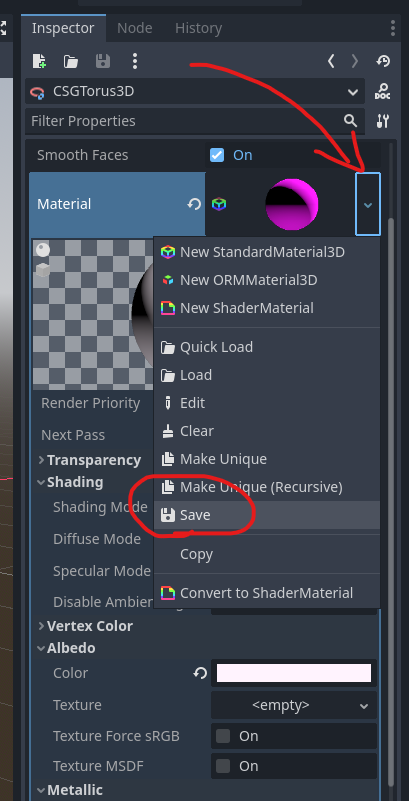 Inspector Node History
CSGTorus3D
Filter Properties
Smooth Faces On
Material
New StandardMaterial3D
New ORMMaterial3D
New ShaderMaterial
Quick Load
Load
Edit
Clear
Make Unique
Make Unique (Recursive)
Save
Copy
Convert to ShaderMaterial
Render Priority
Next Pass
Transparency
Shading
Shading Mode
Diffuse Mode
Specular Mode
Disable Ambien
Vertex Color
Albedo
Color
Texture <empty>
Texture Force sRGB On
Texture MSDF On
Metallic